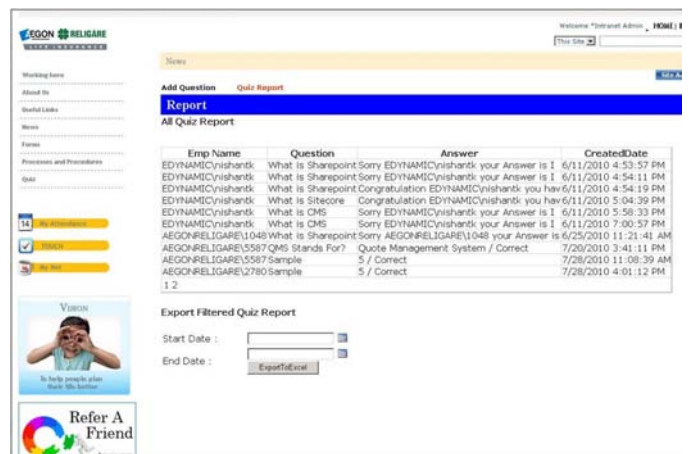 Welcome *Intranet Admin HOME
AEGON RELIGARE
LIFE INSURANCE
This Site
News
Site A
Working here
About Us
Useful Links
News
Forms
Processes and Procedures
Quiz
Add Question Quiz Report
Report
All Quiz Report
Emp Name Question Answer CreatedDate
EDYNAMIC\nishantk What is Sharepoint Sorry EDYNAMIC\nishantk your Answer is I 6/11/2010 4:53:57 PM
EDYNAMIC\nishantk What is Sharepoint Sorry EDYNAMIC\nishantk your Answer is I 6/11/2010 4:54:11 PM
EDYNAMIC\nishantk What is Sharepoint Congratulation EDYNAMIC\nishantk you hav 6/11/2010 4:54:19 PM
EDYNAMIC\nishantk What is Sitecore Congratulation EDYNAMIC\nishantk you hav 6/11/2010 5:04:39 PM
EDYNAMIC\nishantk What is CMS Sorry EDYNAMIC\nishantk your Answer is I 6/11/2010 5:58:33 PM
EDYNAMIC\nishantk What is CMS Sorry EDYNAMIC\nishantk your Answer is I 6/11/2010 7:00:57 PM
AEGONRELIGARE\1048 What is Sharepoint Sorry AEGONRELIGARE\1048 your Answer is 6/25/2010 11:21:41 AM
AEGONRELIGARE\5587 QMS Stands For? Quote Management System / Correct 7/20/2010 3:41:11 PM
AEGONRELIGARE\5587 Sample 5 / Correct 7/28/2010 11:08:39 AM
AEGONRELIGARE\2780 Sample 5 / Correct 7/28/2010 4:01:12 PM
1 2
14 My Attendance
TOUCH
My Net
Export Filtered Quiz Report
Start Date :
End Date :
ExportToExcel
VISION
To help people plan
their life better
Refer A
Friend